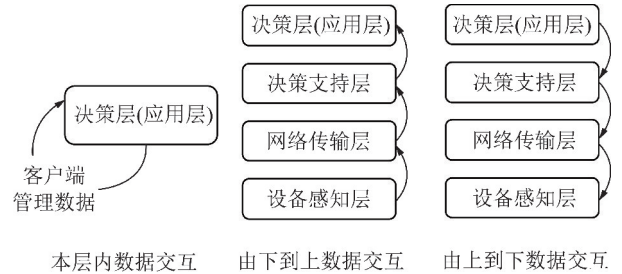 决策层(应用层)
客户端
管理数据
本层内数据交互
决策层(应用层)
决策支持层
网络传输层
设备感知层
由下到上数据交互
决策层(应用层)
决策支持层
网络传输层
设备感知层
由上到下数据交互